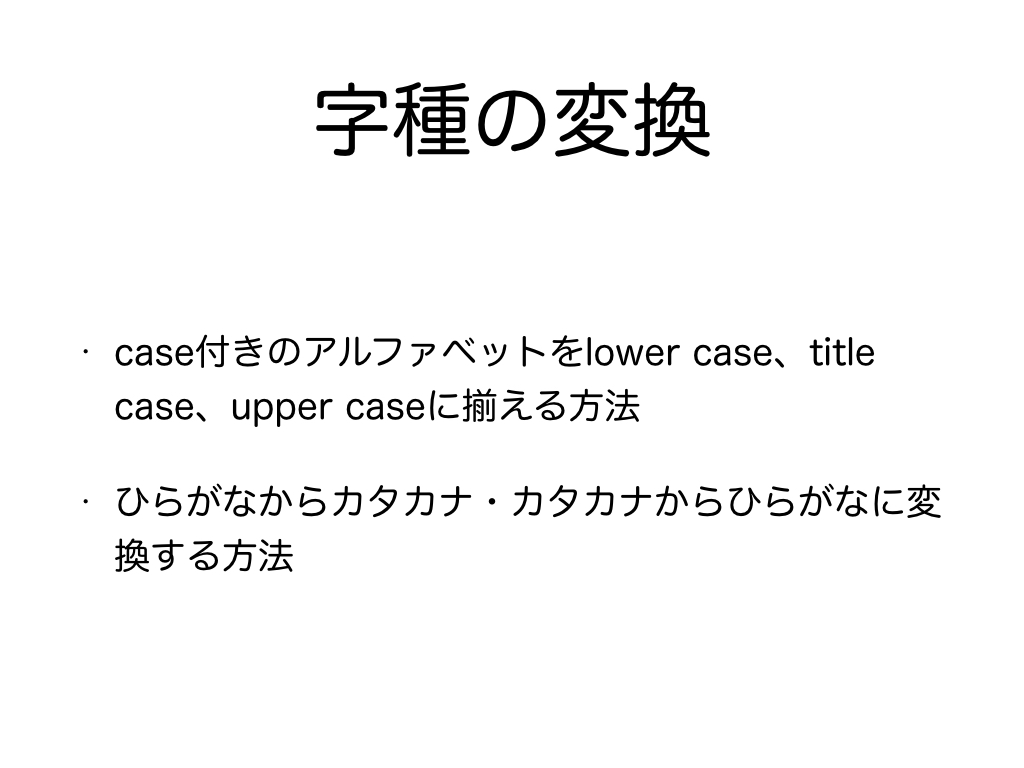 字種の変換
・ case付きのアルファベットをlower case、title
case、upper caseに揃える方法
・ ひらがなからカタカナ・カタカナからひらがなに変
換する方法